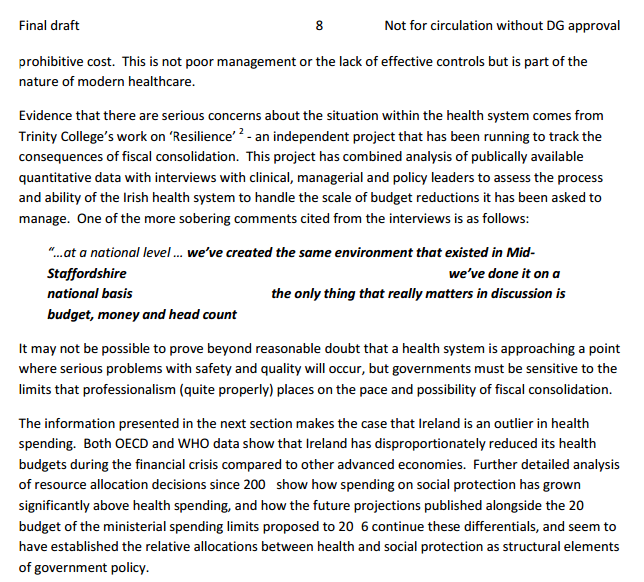 Final draft 8 Not for circulation without DG approval
prohibitive cost. This is not poor management or the lack of effective controls but is part of the
nature of modern healthcare.
Evidence that there are serious concerns about the situation within the health system comes from
Trinity College's work on 'Resilience' 2 - an independent project that has been running to track the
consequences of fiscal consolidation. This project has combined analysis of publically available
quantitative data with interviews with clinical, managerial and policy leaders to assess the process
and ability of the Irish health system to handle the scale of budget reductions it has been asked to
manage. One of the more sobering comments cited from the interviews is as follows:
"...at a national level ... we've created the same environment that existed in Mid-
Staffordshire we've done it on a
national basis the only thing that really matters in discussion is
budget, money and head count
It may not be possible to prove beyond reasonable doubt that a health system is approaching a point
where serious problems with safety and quality will occur, but governments must be sensitive to the
limits that professionalism (quite properly) places on the pace and possibility of fiscal consolidation.
The information presented in the next section makes the case that Ireland is an outlier in health
spending. Both OECD and WHO data show that Ireland has disproportionately reduced its health
budgets during the financial crisis compared to other advanced economies. Further detailed analysis
of resource allocation decisions since 200 show how spending on social protection has grown
significantly above health spending, and how the future projections published alongside the 20
budget of the ministerial spending limits proposed to 20 6 continue these differentials, and seem to
have established the relative allocations between health and social protection as structural elements
of government policy.